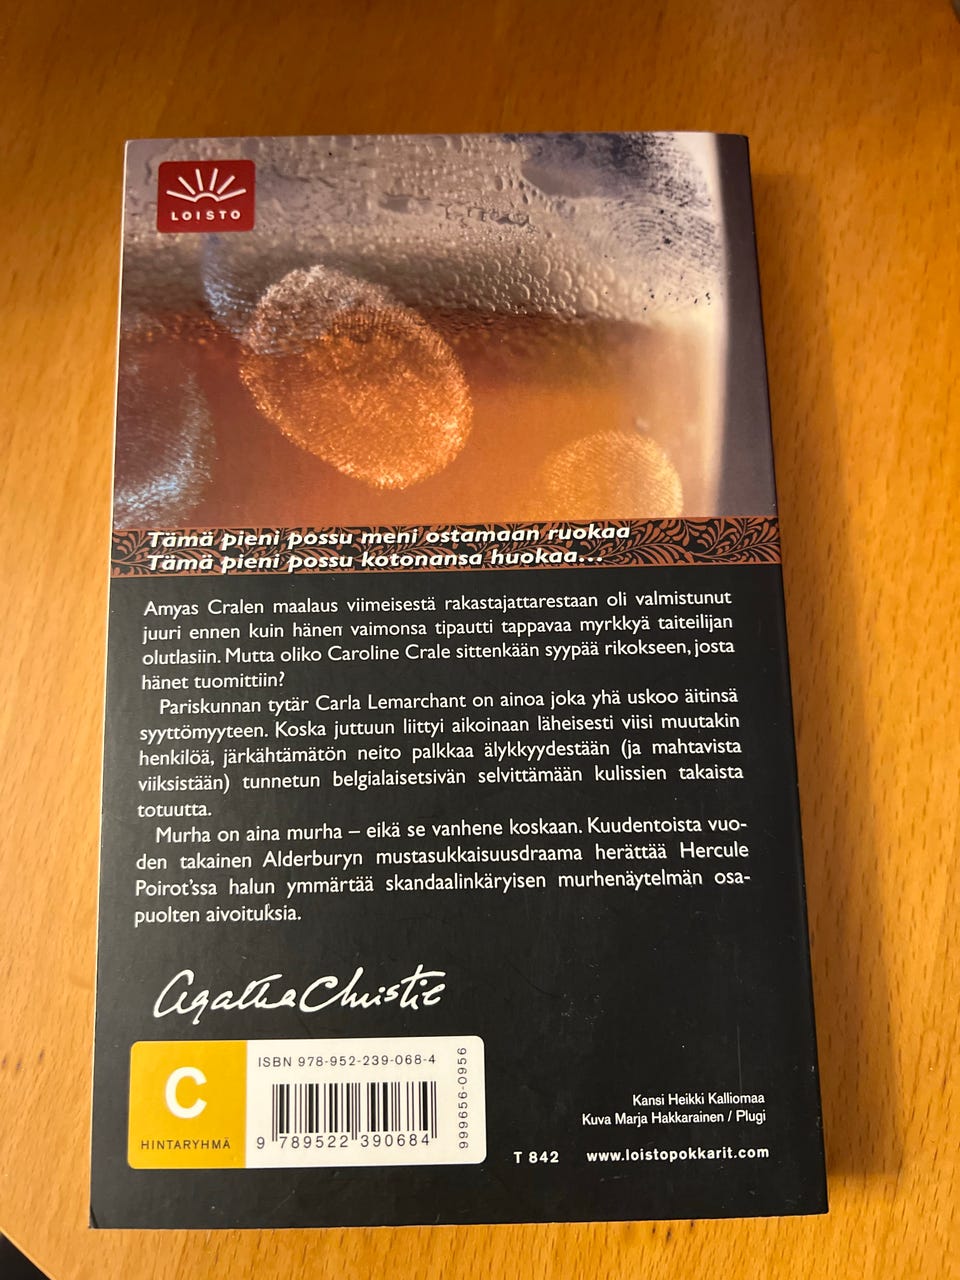 LOISTO
Tämä pieni possu meni ostamaan ruokaa
Tämä pieni possu kotonansa huokaa...
Amyas Cralen maalaus viimeisestä rakastajattarestaan oli valmistunut
juuri ennen kuin hänen vaimonsa tipautti tappavaa myrkkyä taiteilijan
olutlasiin. Mutta oliko Caroline Crale sittenkään syypää rikokseen, josta
hänet tuomittiin?
Pariskunnan tytär Carla Lemarchant on ainoa joka yhä uskoo äitinsä
syyttömyyteen. Koska juttuun liittyi aikoinaan läheisesti viisi muutakin
henkilöä, järkähtämätön neito palkkaa älykkyydestään (ja mahtavista
viiksistään) tunnetun belgialaisetsivän selvittämään kulissien takaista
totuutta.
Murha on aina murha – eikä se vanhene koskaan. Kuudentoista vuo-
den takainen Alderburyn mustasukkaisuusdraama herättää Hercule
Poirot'ssa halun ymmärtää skandaalinkäryisen murhenäytelmän osa-
puolten aivoituksia.
Agatha Christie
C
HINTARYHMÄ
ISBN 978-952-239-068-4
9 789522 390684
999656-0956
Kansi Heikki Kalliomaa
Kuva Marja Hakkarainen / Plugi
T 842 www.loistopokkarit.com